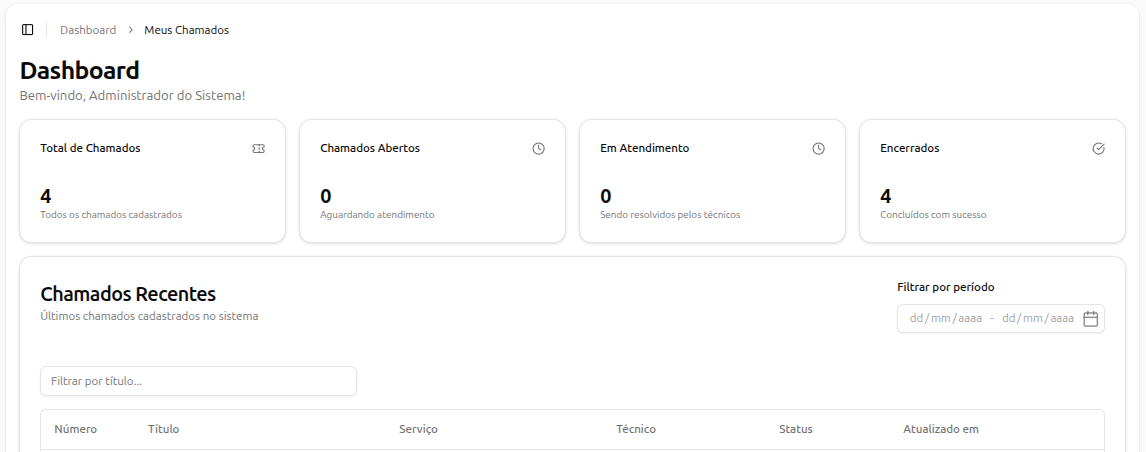 Dashboard > Meus Chamados
Dashboard
Bem-vindo, Administrador do Sistema!
Total de Chamados
4
Todos os chamados cadastrados
Chamados Abertos
0
Aguardando atendimento
Em Atendimento
0
Sendo resolvidos pelos técnicos
Encerrados
4
Concluídos com sucesso
Chamados Recentes
Últimos chamados cadastrados no sistema
Filtrar por período
dd/mm/aaaa - dd/mm/aaaa
Filtrar por título...
Número Título Serviço Técnico Status Atualizado em